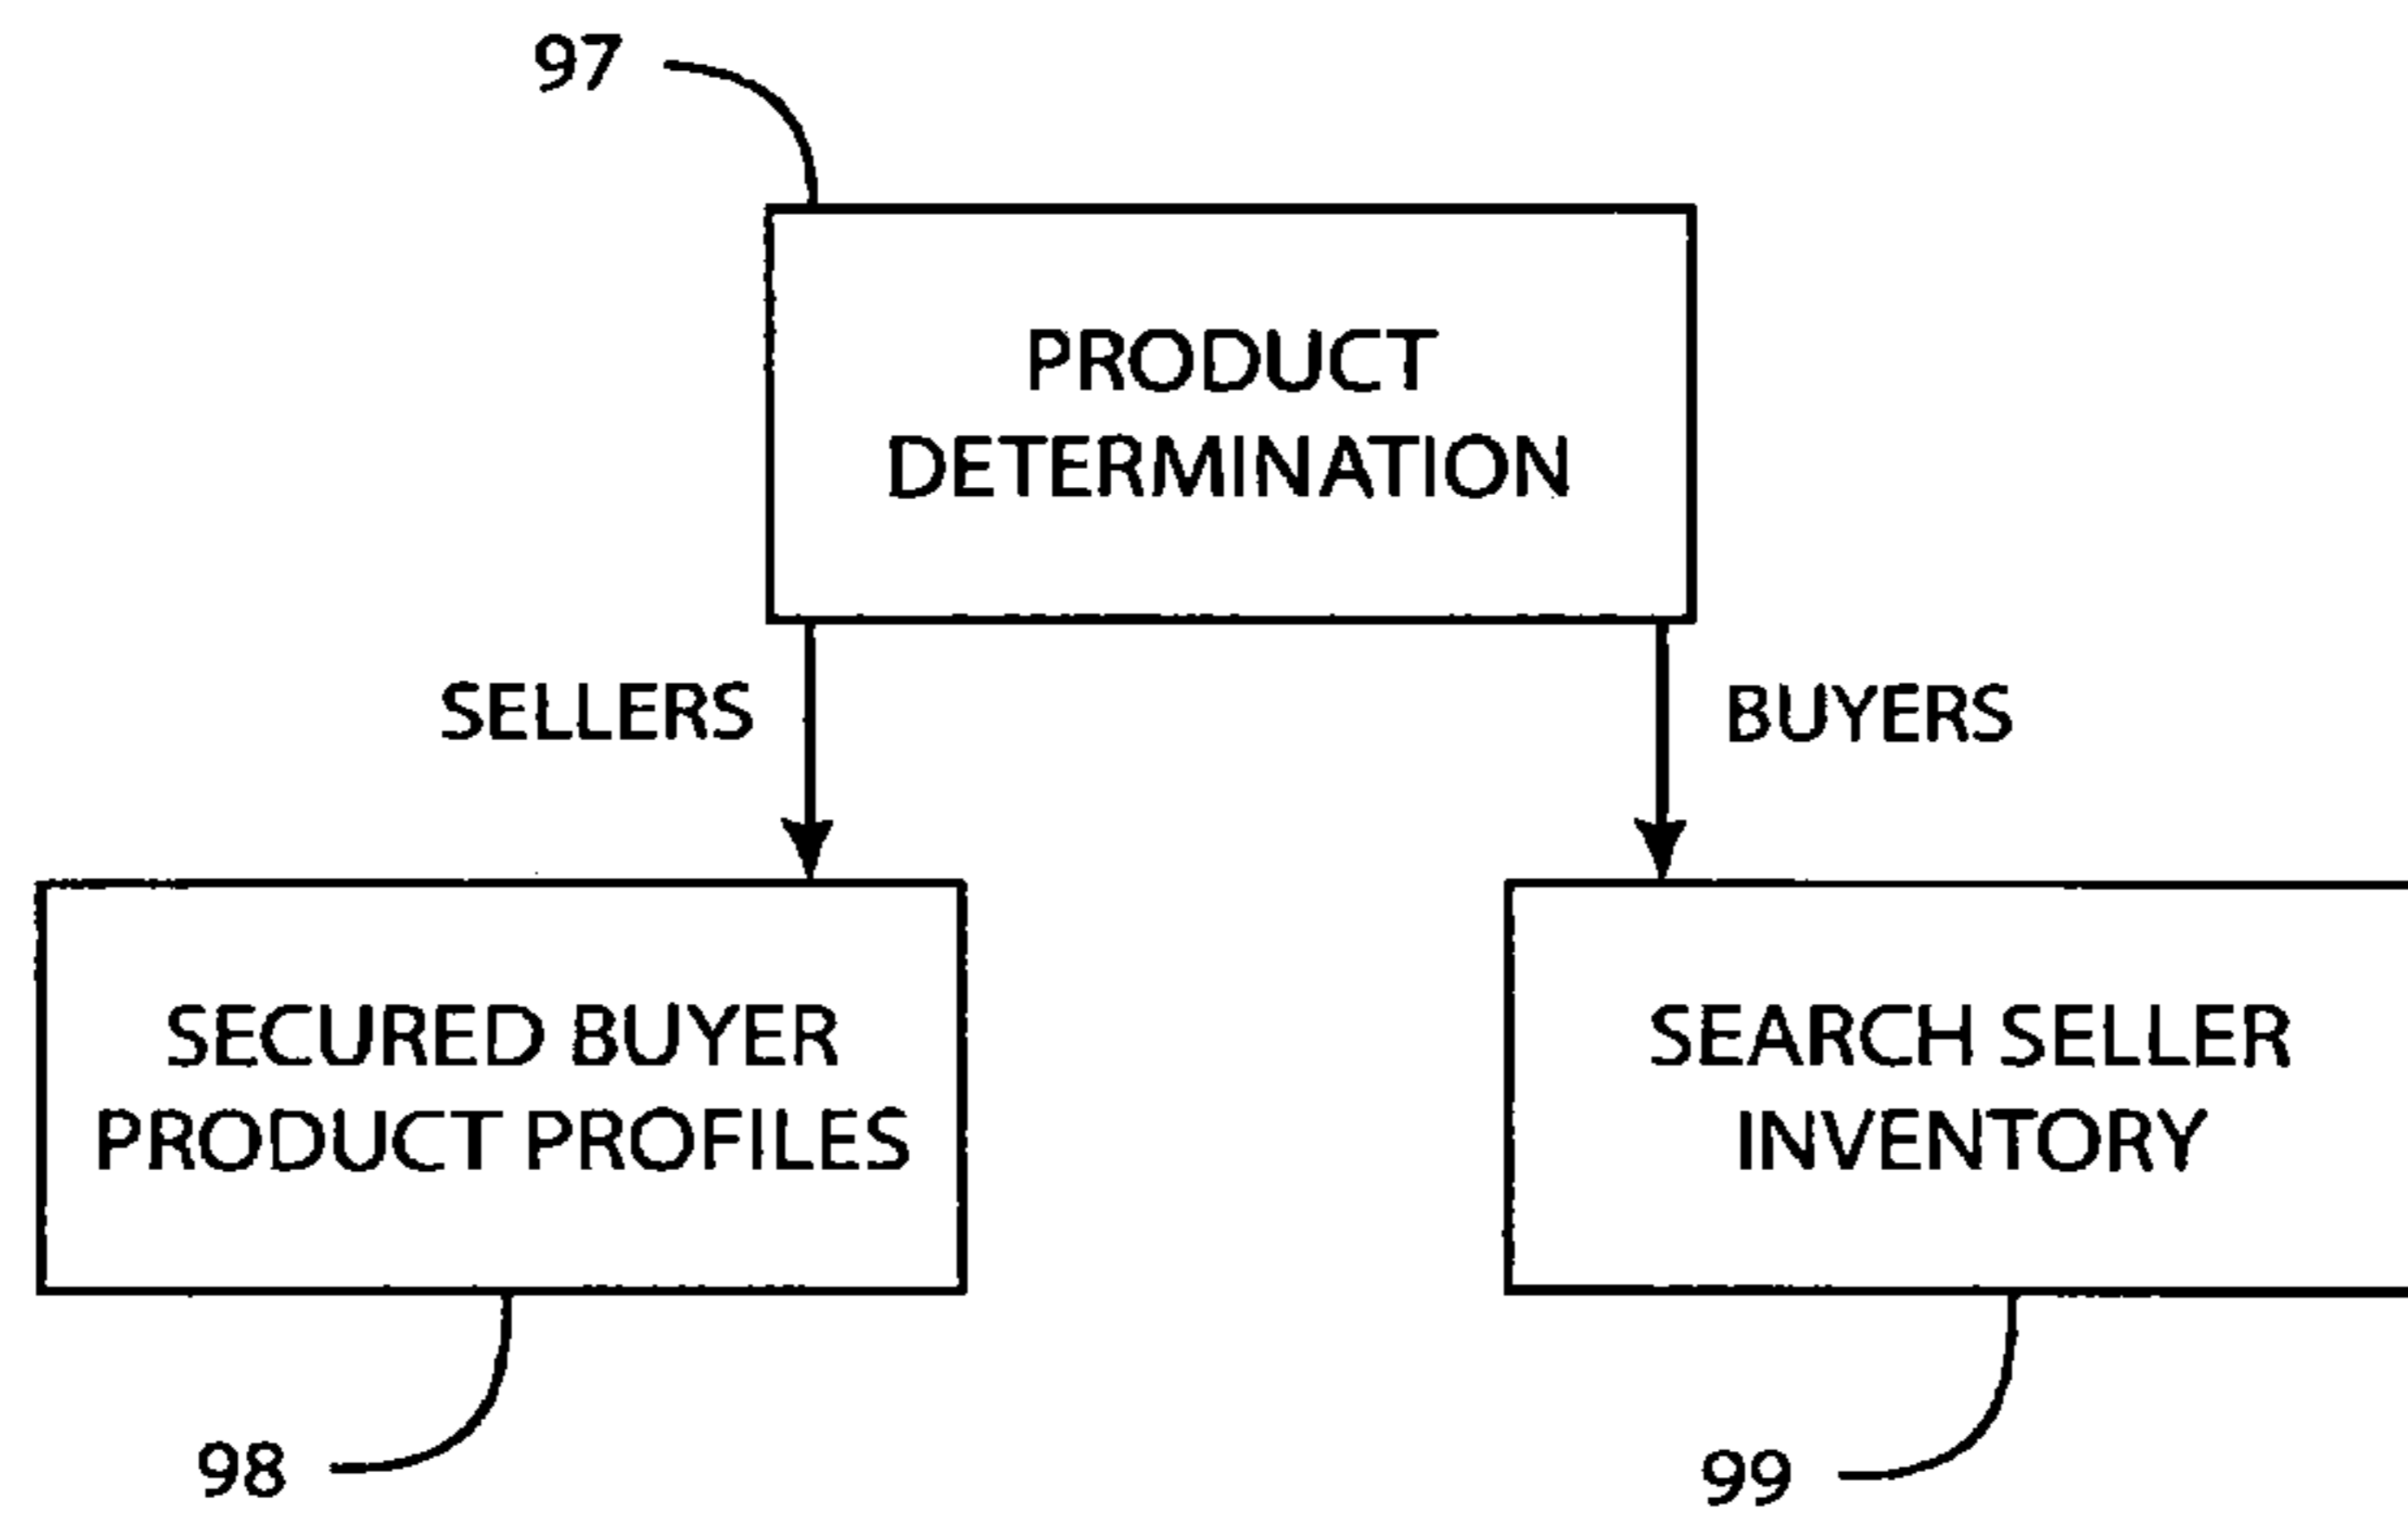 97
PRODUCT
DETERMINATION
SELLERS
BUYERS
SECURED BUYER
PRODUCT PROFILES
SEARCH SELLER
INVENTORY
98
99